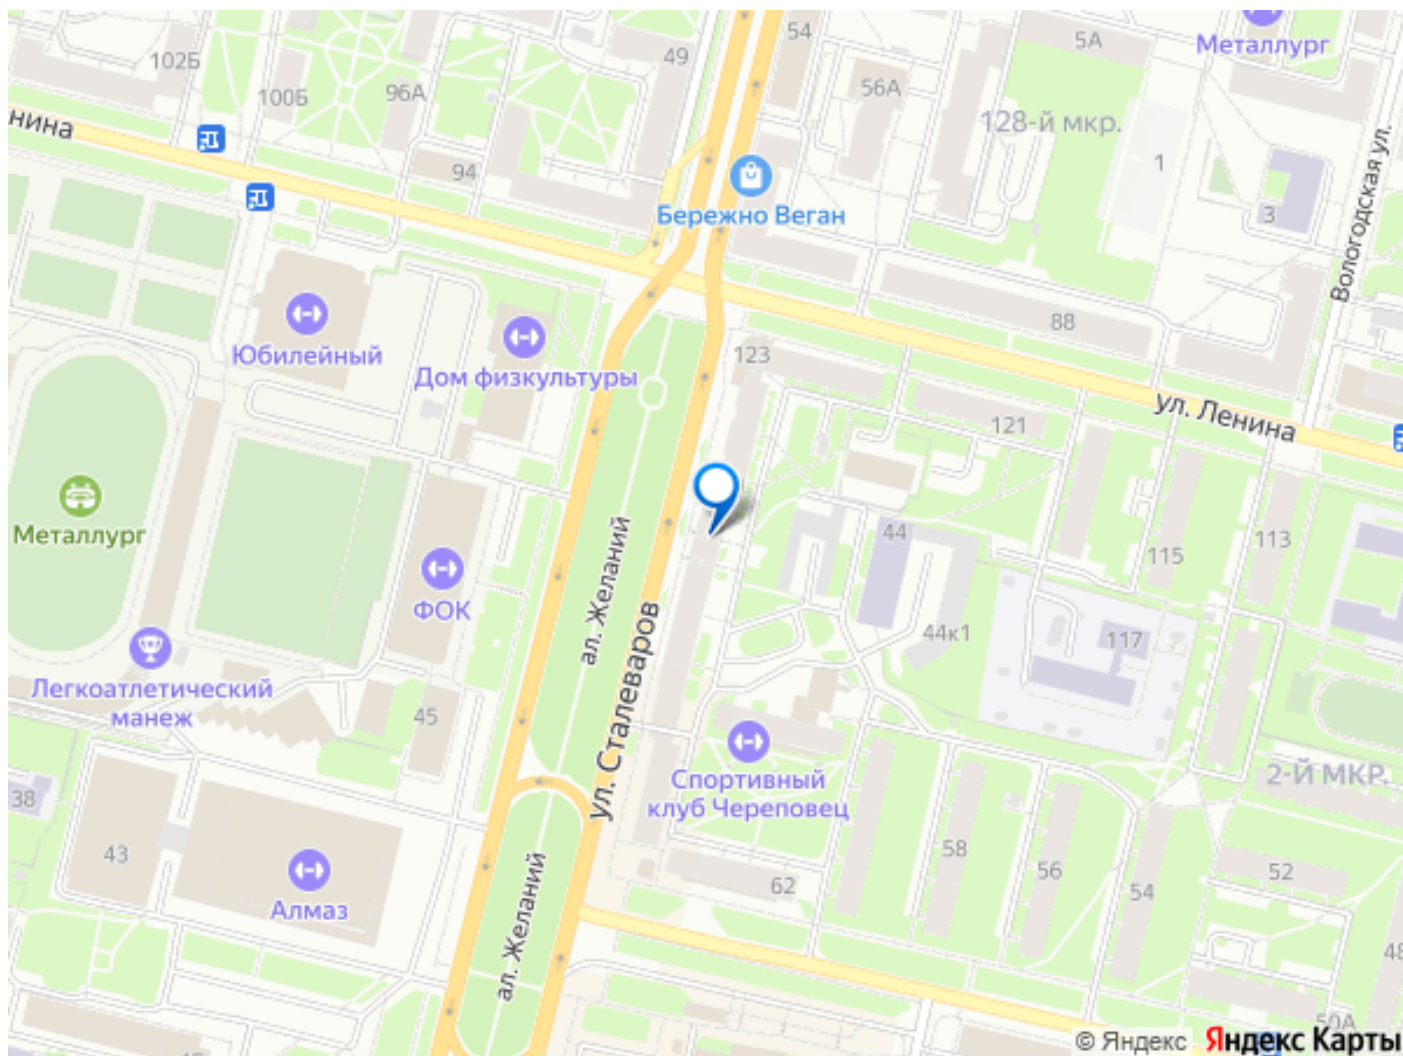 102Б
100Б
96А
49
54
56А
5А
Металлург
нина
94
128-й мкр.
1
3
Вологодская ул.
Бережно Веган
Юбилейный
Дом физкультуры
123
88
121
ул. Ленина
Металлург
ФОК
ал. Желаний
44
115
113
44к1
117
Легкоатлетический
манеж
45
ул. Сталеваров
Спортивный
клуб Череповец
2-Й МКР.
38
43
Алмаз
ал. Желаний
62
58
56
54
52
48
50А
© Яндекс
Яндекс Карты